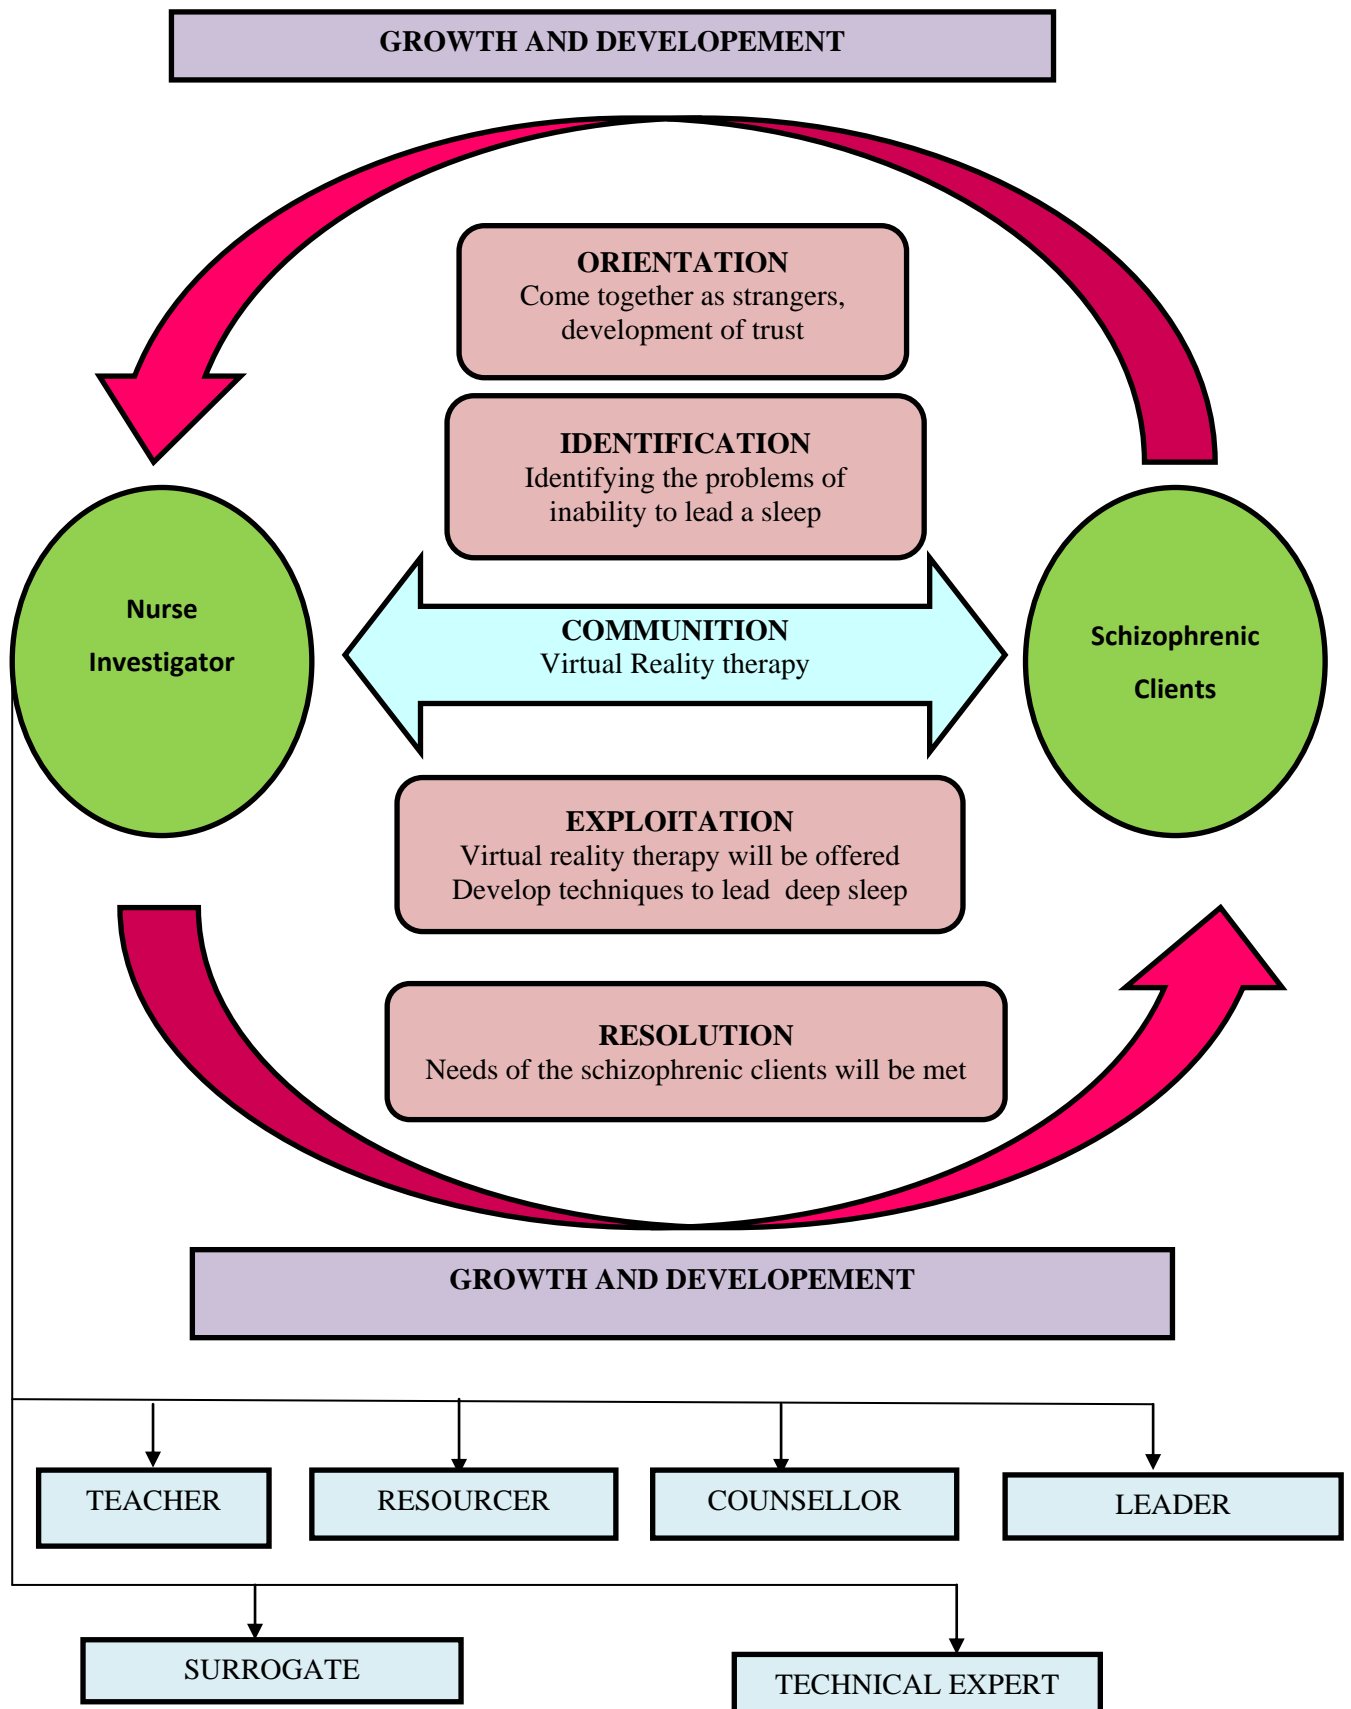 GROWTH AND DEVELOPEMENT
ORIENTATION
Come together as strangers,
development of trust
IDENTIFICATION
Identifying the problems of
inability to lead a sleep
Nurse
Investigator
COMMUNITION
Virtual Reality therapy
Schizophrenic
Clients
EXPLOITATION
Virtual reality therapy will be offered
Develop techniques to lead  deep sleep
RESOLUTION
Needs of the schizophrenic clients will be met
GROWTH AND DEVELOPEMENT
TEACHER
RESOURCER
COUNSELLOR
LEADER
SURROGATE
TECHNICAL EXPERT